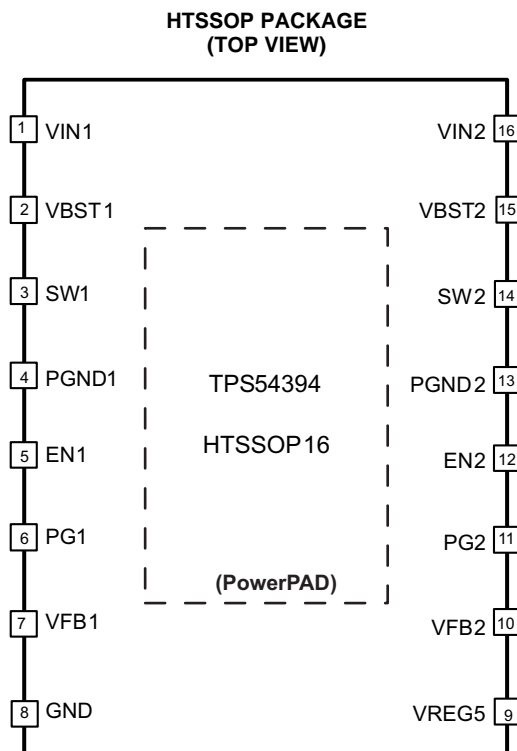 HTSSOP PACKAGE
(TOP VIEW)
1 VIN1
VIN2 16
2 VBST1
VBST2 15
3 SW1
SW2 14
4 PGND1
PGND2 13
TPS54394
5 EN1
HTSSOP16
EN2 12
6 PG1
PG2 11
(PowerPAD)
7 VFB1
VFB2 10
8 GND
VREG5 9